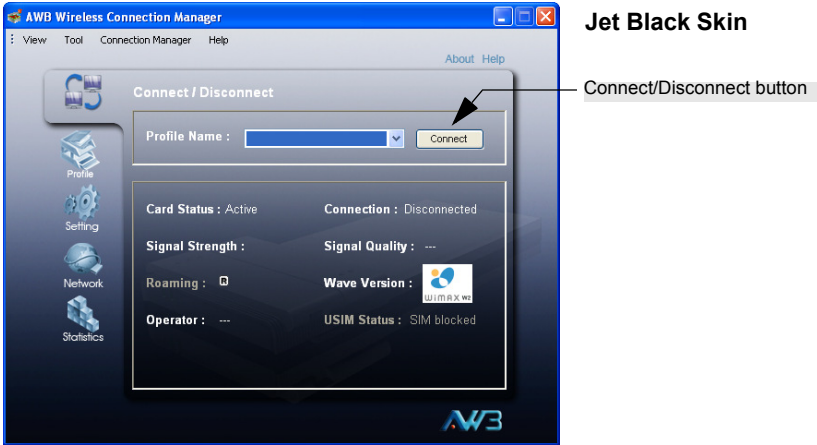 AWB Wireless Connection Manager
View Tool Connection Manager Help
About Help
Connect / Disconnect
Profile Name :
Connect
Profile
Setting
Network
Statistics
Card Status : Active
Connection : Disconnected
Signal Strength :
Signal Quality : ---
Roaming : R
Wave Version : WiMAX W2
Operator : ---
USIM Status : SIM blocked
AWB
Jet Black Skin
Connect/Disconnect button